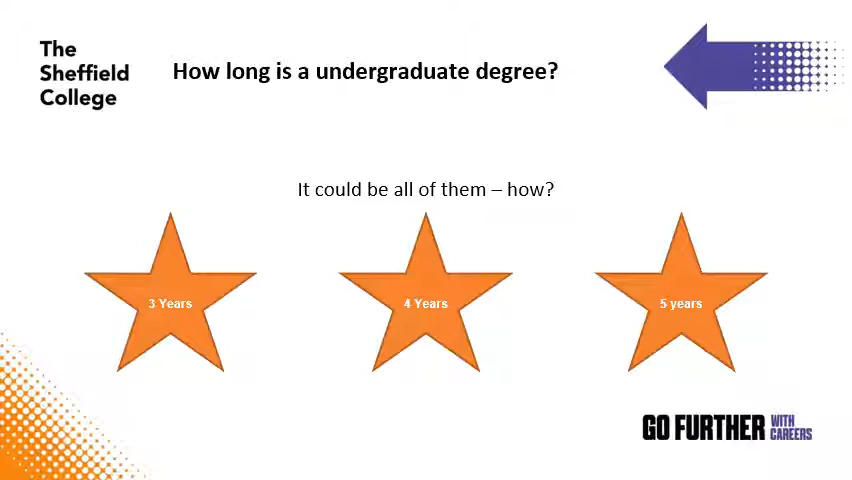 The
Sheffield
College
How long is a undergraduate degree?
It could be all of them – how?
3 Years
4 Years
5 years
GO FURTHER WITH CAREERS